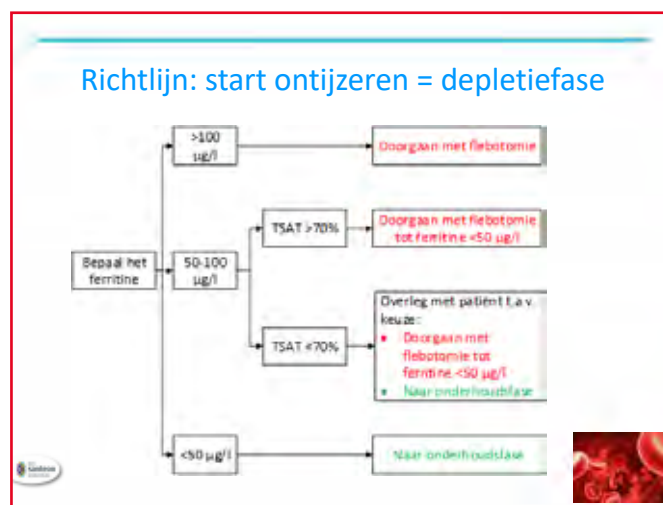 Richtlijn: start ontijzeren = depletiefase
>100
µg/l
Doorgaan met flebotomie
TSAT >70%
Doorgaan met flebotomie
tot ferritine <50 µg/l
Bepaal het
ferritine
50-100
µg/l
Overleg met patiënt t.a.v.
keuze:
• Doorgaan met
flebotomie tot
ferritine <50 µg/l
• Naar onderhoudsfase
TSAT <70%
<50 µg/l
Naar onderhoudsfase